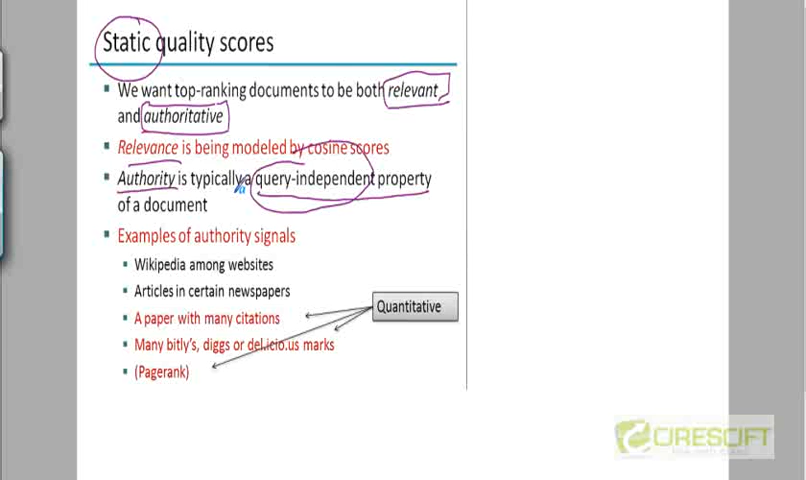 Static quality scores
We want top-ranking documents to be both relevant
and authoritative
Relevance is being modeled by cosine scores
Authority is typically a query-independent property
of a document
Examples of authority signals
Wikipedia among websites
Articles in certain newspapers
A paper with many citations
Many bitly's, diggs or del.icio.us marks
(Pagerank)
Quantitative